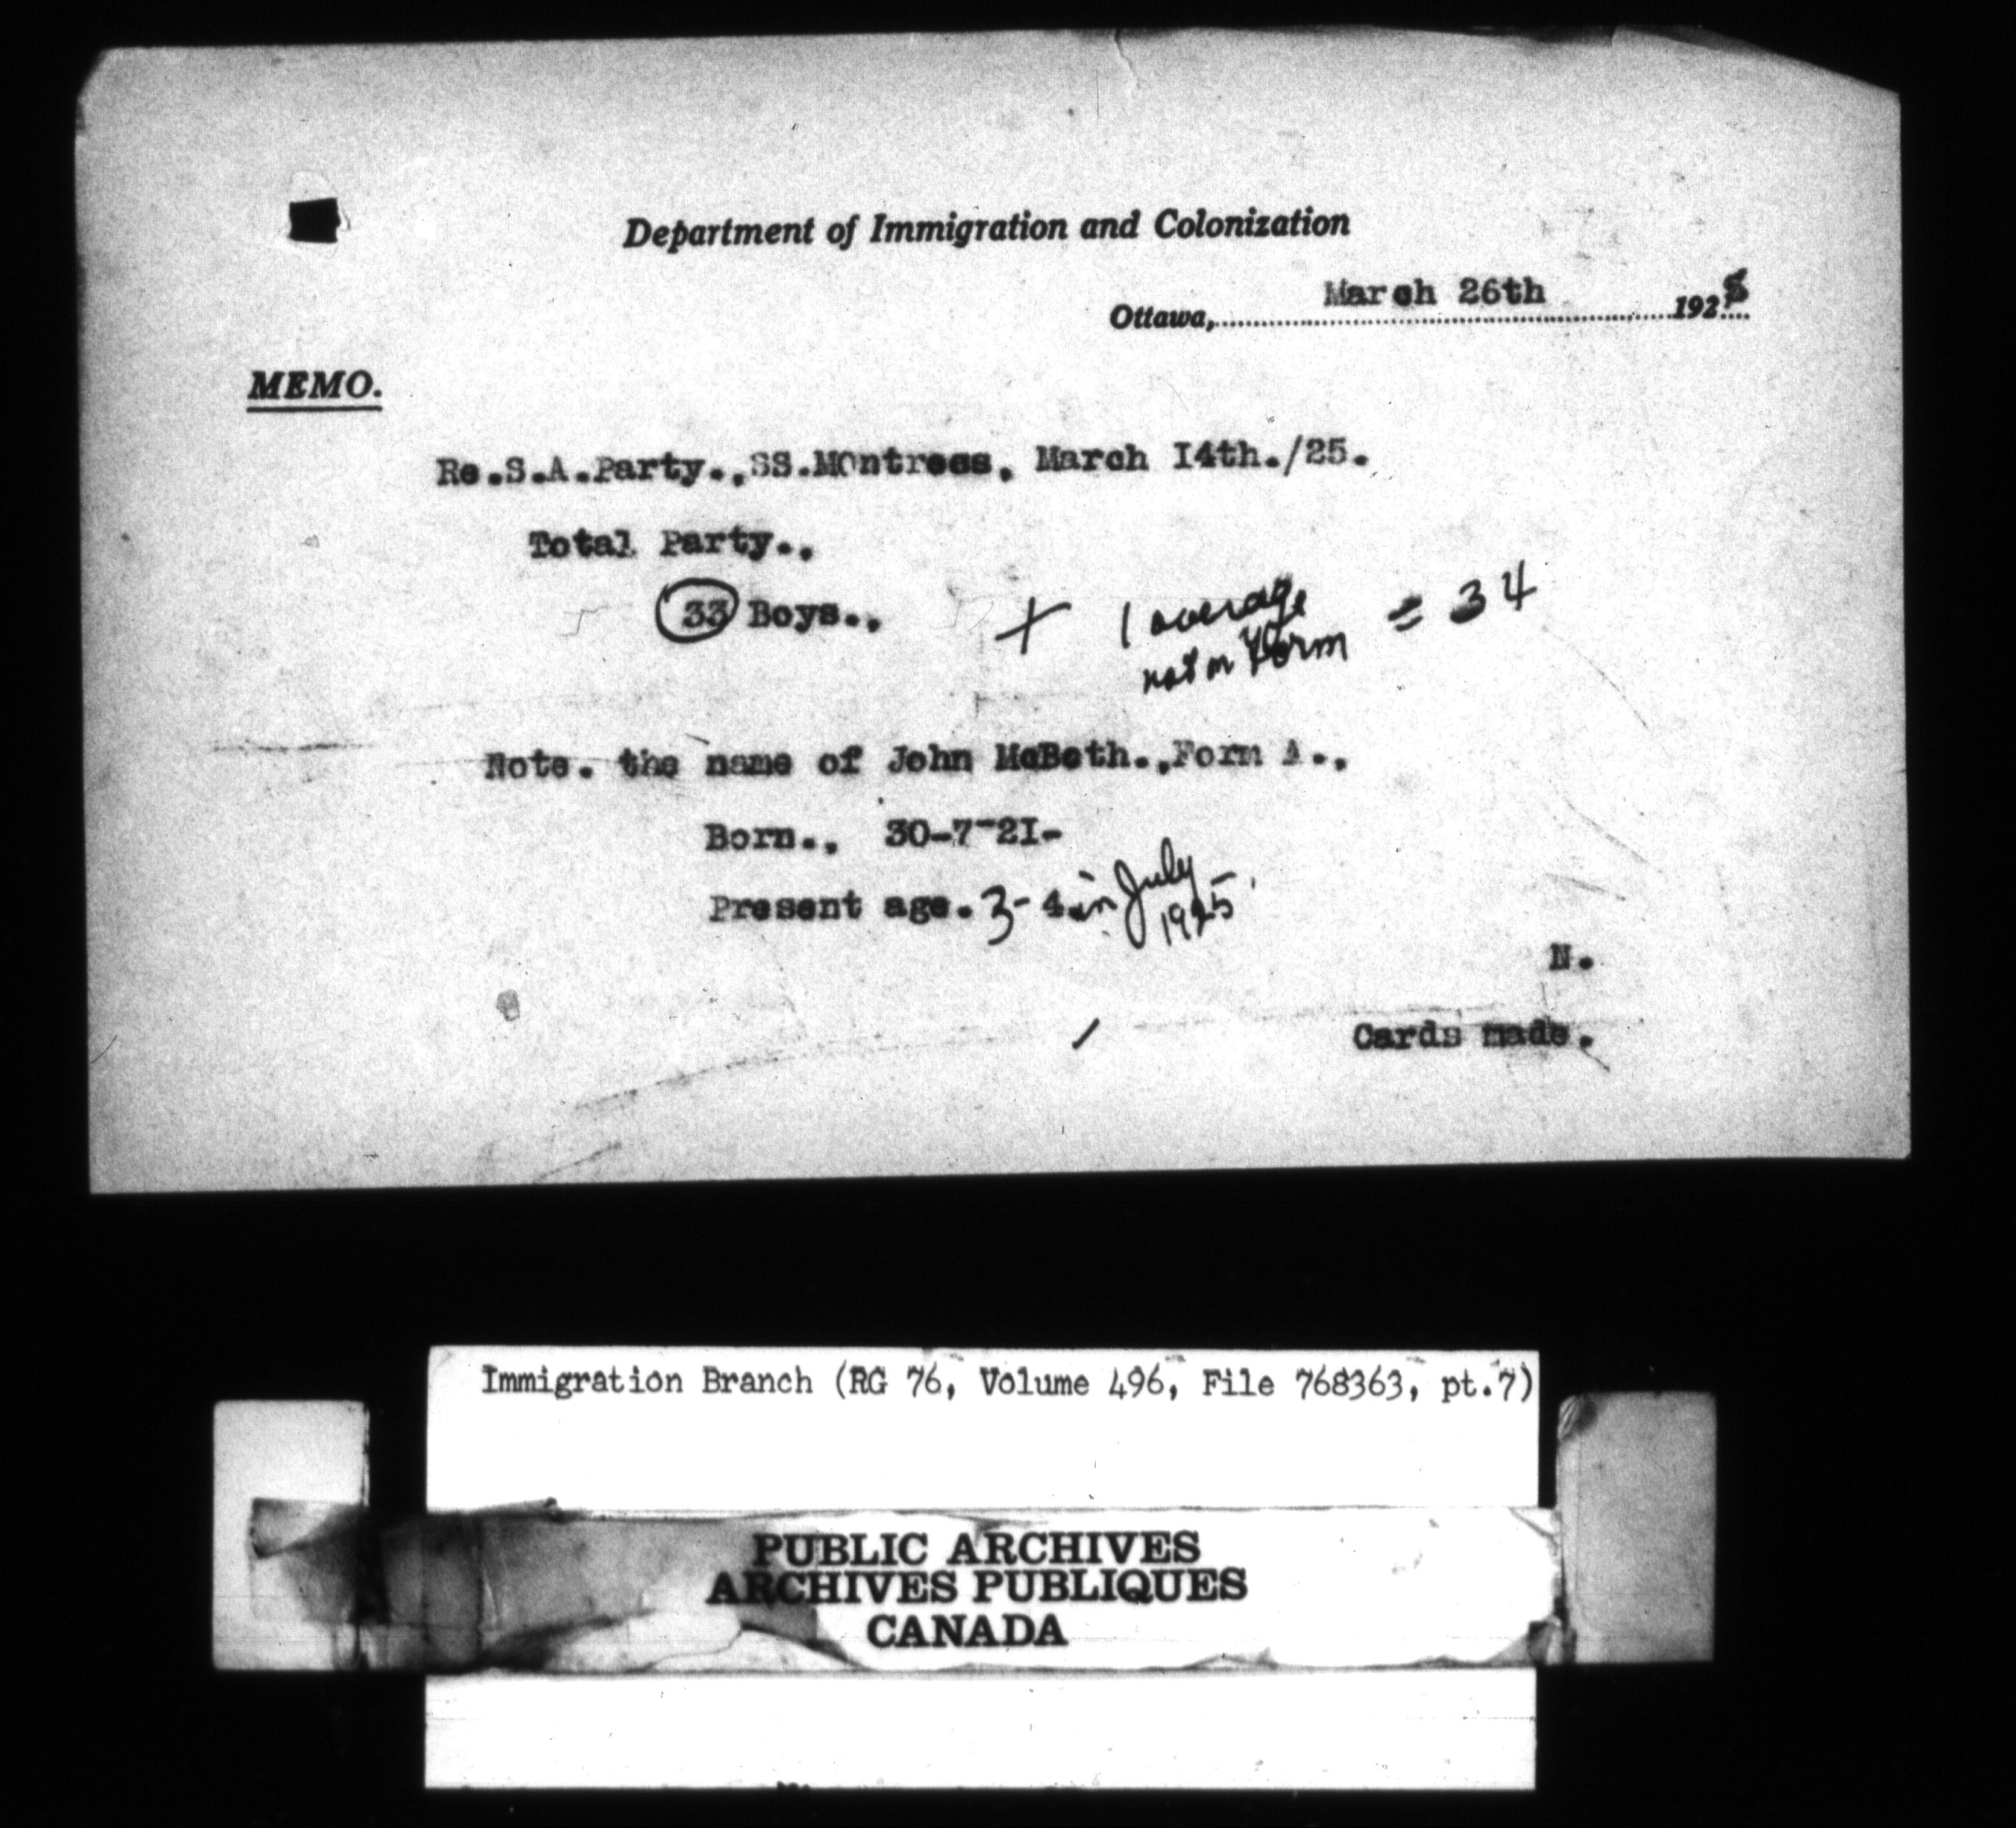 Department of Immigration and Colonization
Ottawa, March 26th 1925
MEMO.
Re.S.A.Party.,SS.MOntrees, March I4th./25.
Total Party.,
33 Boys., + 1 overage = 34
not on Form
Note. the name of John McBeth.,Form A.,
Born., 30-7-2I-
Present age. 3- 4 in July -
1925
N.
Cards made.
Immigration Branch (RG 76, Volume 496, File 768363, pt.7)
PUBLIC ARCHIVES
ARCHIVES PUBLIQUES
CANADA